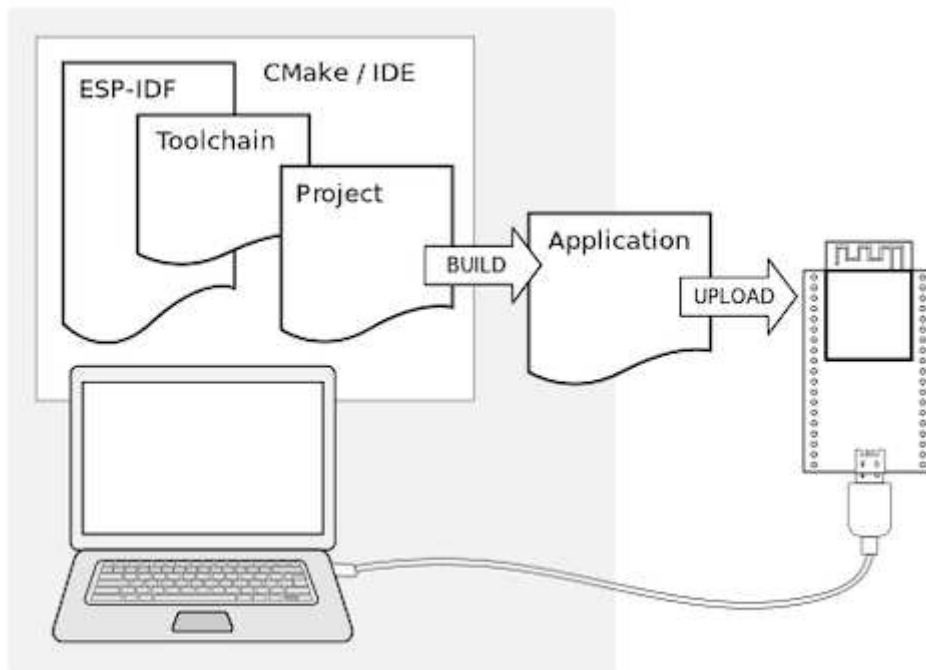 CMake / IDE
ESP-IDF
Toolchain
Project
BUILD
Application
UPLOAD